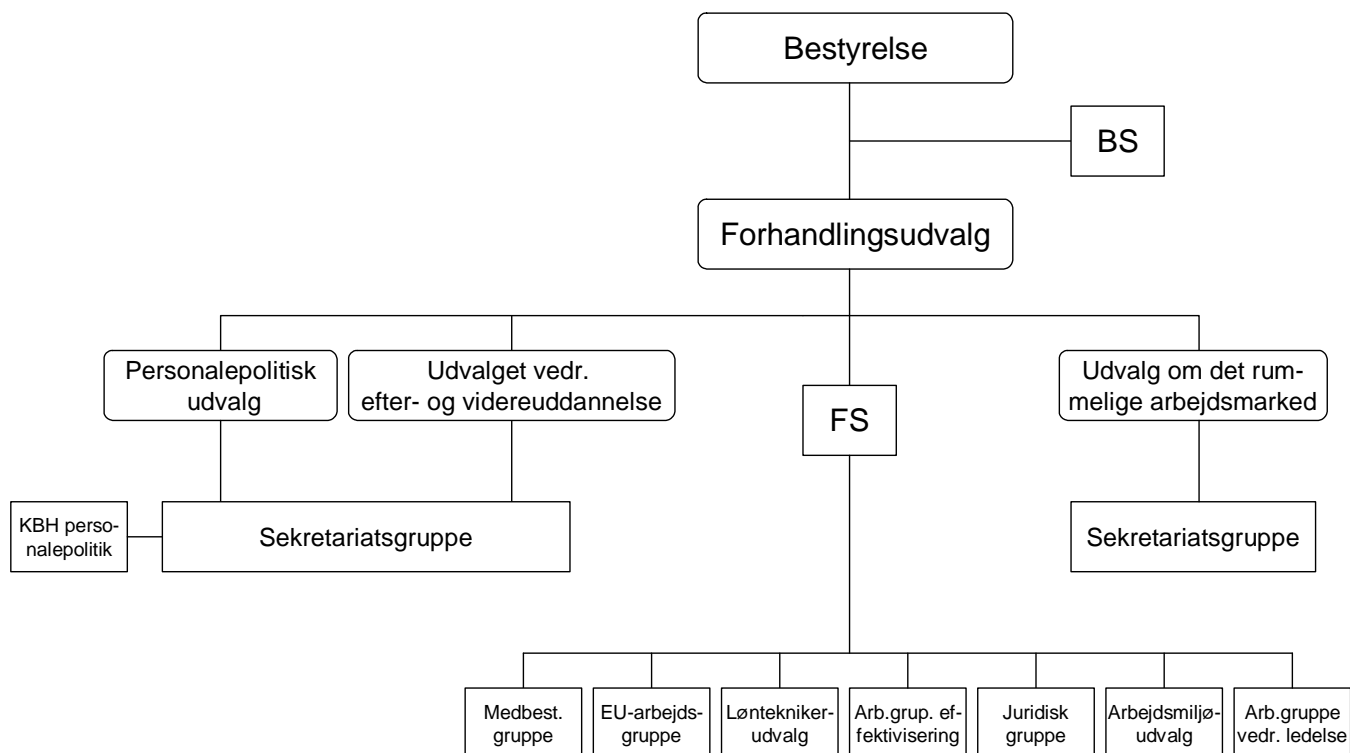 Bestyrelse
BS
Forhandlingsudvalg
Personalepolitisk
udvalg
Udvalget vedr.
efter- og videreuddannelse
FS
Udvalg om det rum-
melige arbejdsmarked
KBH perso-
nalepolitik
Sekretariatsgruppe
Sekretariatsgruppe
Medbest.
gruppe
EU-arbejds-
gruppe
Løntekniker-
udvalg
Arb.grup. ef-
fektivisering
Juridisk
gruppe
Arbejdsmiljø-
udvalg
Arb.gruppe
vedr. ledelse